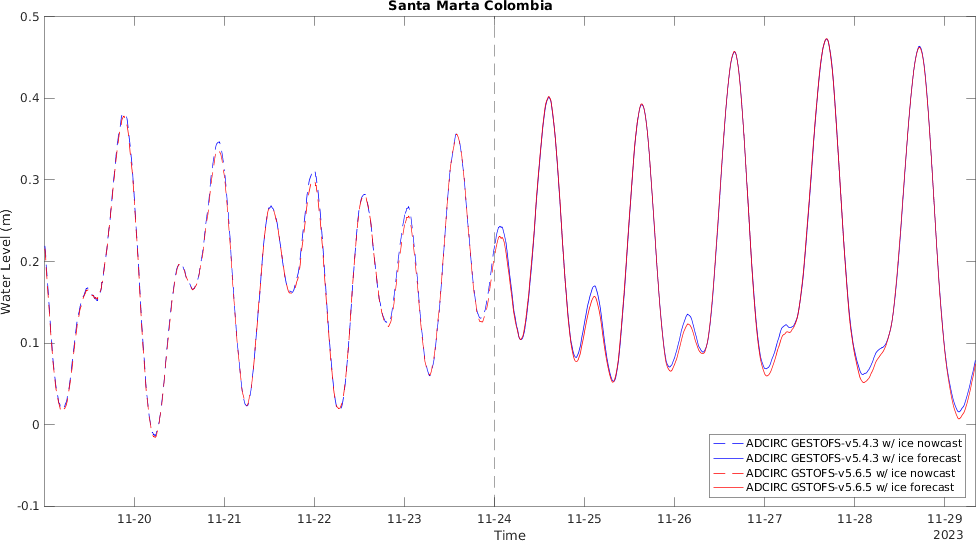 Santa Marta Colombia
0.5
0.4
0.3
0.2
0.1
0
-0.1
Water Level (m)
11-20 11-21 11-22 11-23 11-24 11-25 11-26 11-27 11-28 11-29
Time
2023
ADCIRC GESTOFS-v5.4.3 w/ ice nowcast
ADCIRC GESTOFS-v5.4.3 w/ ice forecast
ADCIRC GSTOFS-v5.6.5 w/ ice nowcast
ADCIRC GSTOFS-v5.6.5 w/ ice forecast